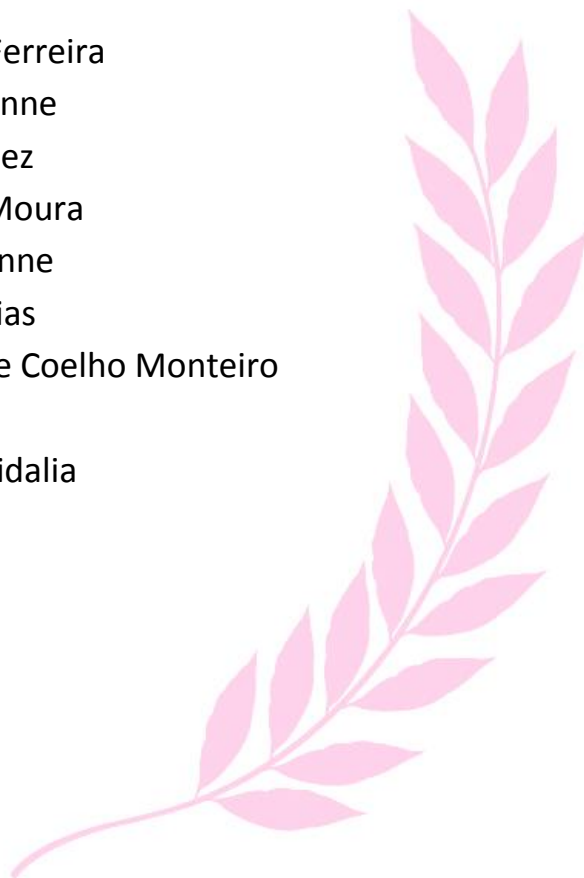 Ferreira
nne
ez
Moura
nne
ias
e Coelho Monteiro
idalia